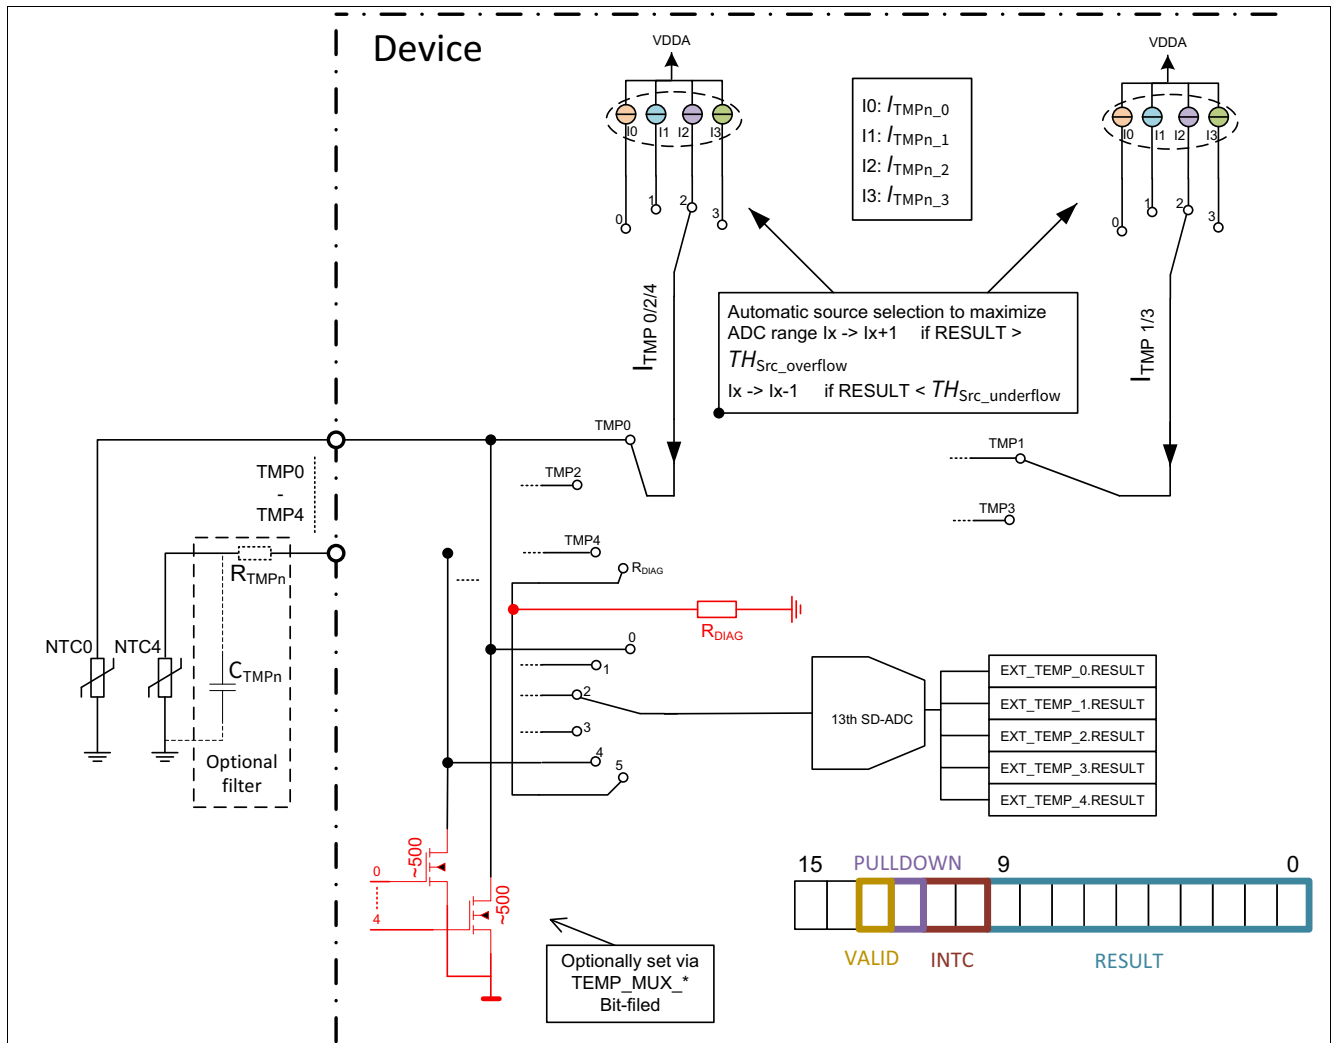 Device
VDDA
VDDA
I0 I1 I2 I3
0 1 2 3
I0: ITMPn_0
I1: ITMPn_1
I2: ITMPn_2
I3: ITMPn_3
I0 I1 I2 I3
0 1 2 3
ITMP 0/2/4
Automatic source selection to maximize
ADC range Ix -> Ix+1 if RESULT >
THSrc_overflow
Ix -> Ix-1 if RESULT < THSrc_underflow
ITMP 1/3
TMP0
TMP1
TMP2
TMP3
TMP4
RDIAG
TMP0
-
TMP4
RTMPn
NTC0
NTC4
CTMPn
Optional
filter
RDIAG
0
1
2
3
4
5
13th SD-ADC
EXT_TEMP_0.RESULT
EXT_TEMP_1.RESULT
EXT_TEMP_2.RESULT
EXT_TEMP_3.RESULT
EXT_TEMP_4.RESULT
~500
~500
0
4
Optionally set via
TEMP_MUX_*
Bit-filed
15 PULLDOWN 9 0
VALID INTC RESULT